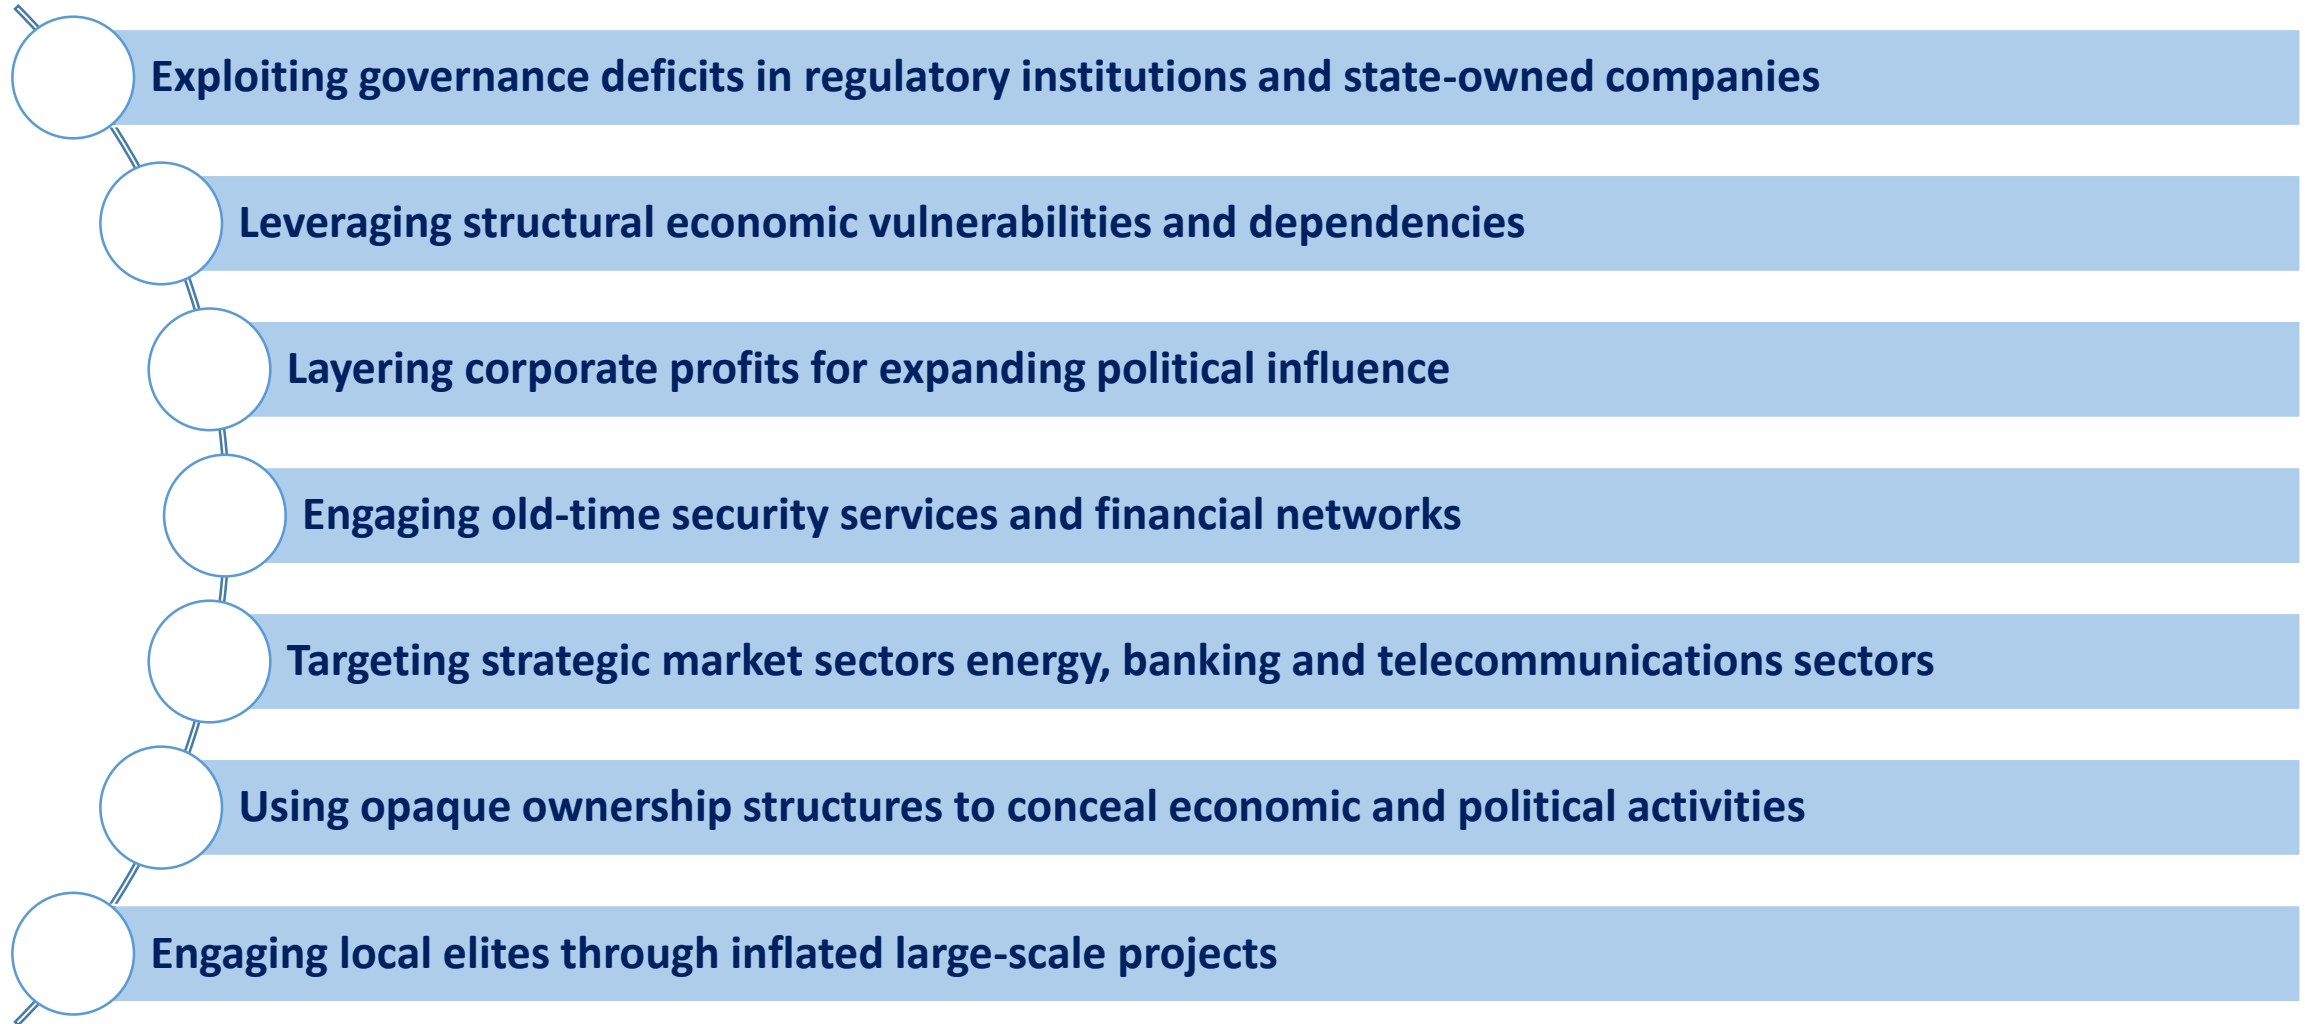 Exploiting governance deficits in regulatory institutions and state-owned companies
Leveraging structural economic vulnerabilities and dependencies
Layering corporate profits for expanding political influence
Engaging old-time security services and financial networks
Targeting strategic market sectors energy, banking and telecommunications sectors
Using opaque ownership structures to conceal economic and political activities
Engaging local elites through inflated large-scale projects